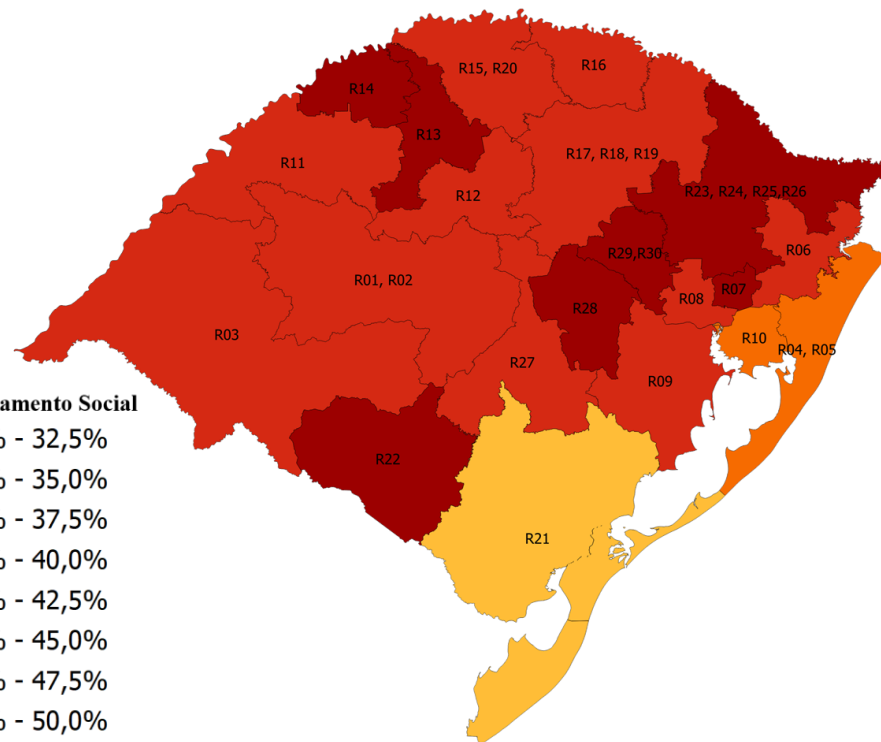 R16
R15, R20
R14
R13
R17, R18, R19
R11
R12
R23, R24, R25,R26
R29,R30
R06
R01, R02
R07
R08
R28
R03
R10
R04, R05
R27
R09
amento Social
- 32,5%
- 35,0%
R22
- 37,5%
R21
- 40,0%
- 42,5%
- 45,0%
- 47,5%
- 50,0%